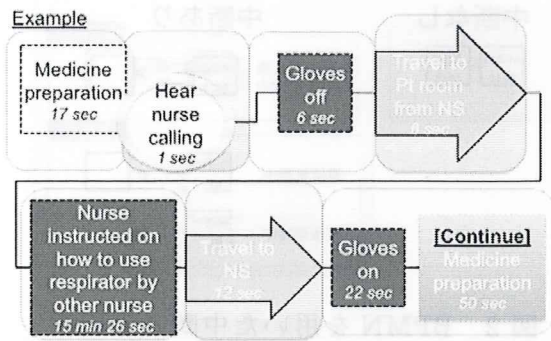 Example
Medicine
preparation
17 sec
Hear
nurse
calling
1 sec
Gloves
off
6 sec
Travel to
Pt room
from NS
Nurse
instructed on
how to use
respirator by
other nurse
15 min 26 sec
Travel to
NS
Gloves
on
22 sec
[Continue]
Medicine
preparation
50 sec